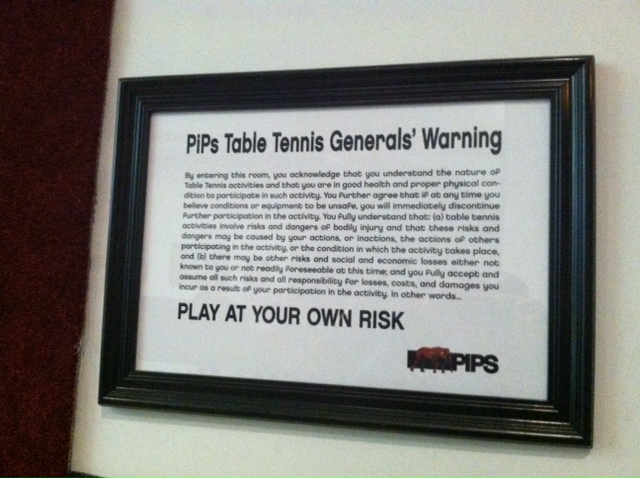 PiPs Table Tennis Generals' Warning
By entering this room, you acknowledge that you understand the nature of
Table Tennis activities and that you are in good health and proper physical con-
dition to participate in such activity. You further agree that if at any time you
believe conditions or equipment to be unsafe, you will immediately discontinue
further participation in the activity. You fully understand that: (a) table tennis
activities involve risks and dangers of bodily injury and that these risks and
dangers may be caused by your actions, or inactions, the actions of others
participating in the activity, or the condition in which the activity takes place,
and (b) there may be other risks and social and economic losses either not
known to you or not readily foreseeable at this time; and you fully accept and
assume all such risks and all responsibility for losses, costs, and damages you
incur as a result of your participation in the activity. In other words...
PLAY AT YOUR OWN RISK
PIPS